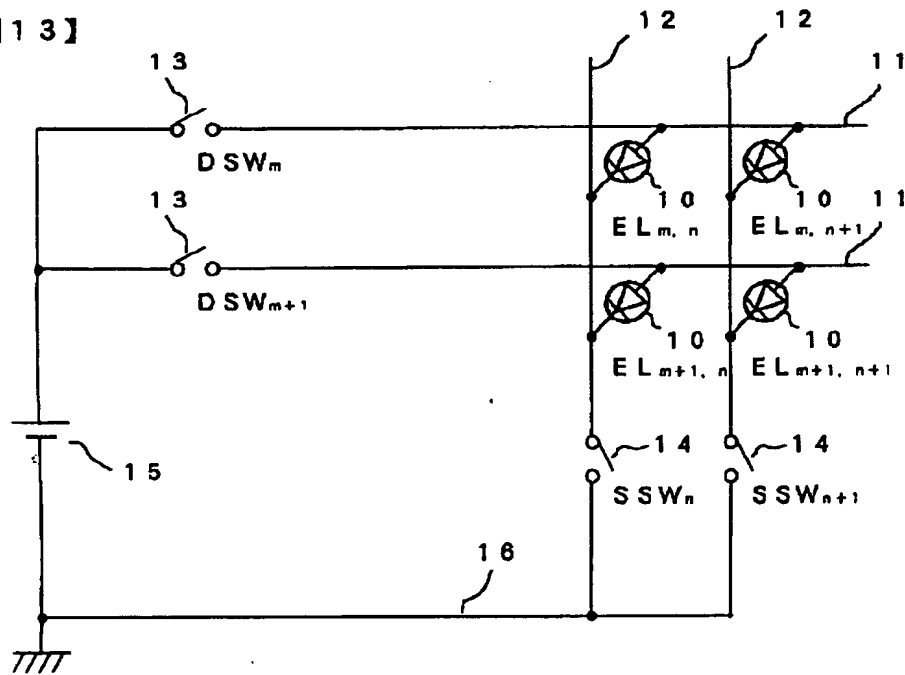 13】
12 12
13 11
DSWm
13 10 10 11
ELm, n ELm, n+1
DSWm+1 10 10
ELm+1, n ELm+1, n+1
15 14 14
SSWn SSWn+1
16